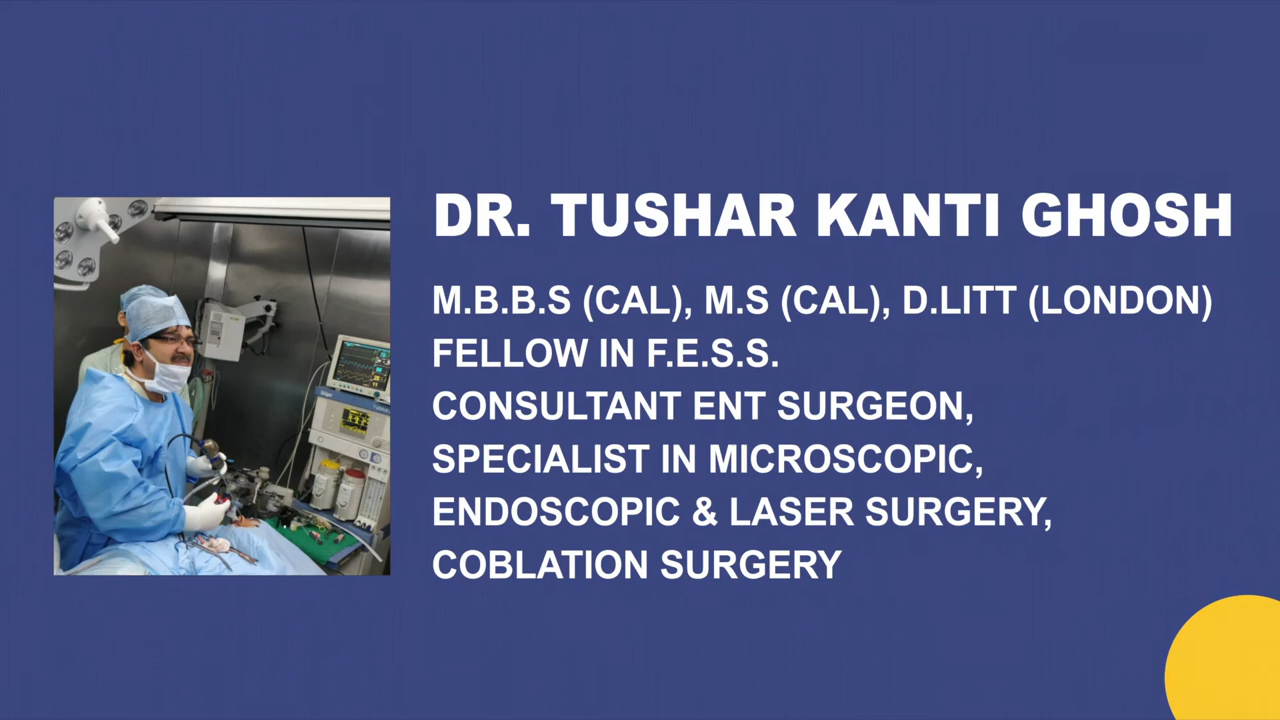 DR. TUSHAR KANTI GHOSH
M.B.B.S (CAL), M.S (CAL), D.LITT (LONDON)
FELLOW IN F.E.S.S.
CONSULTANT ENT SURGEON,
SPECIALIST IN MICROSCOPIC,
ENDOSCOPIC & LASER SURGERY,
COBLATION SURGERY